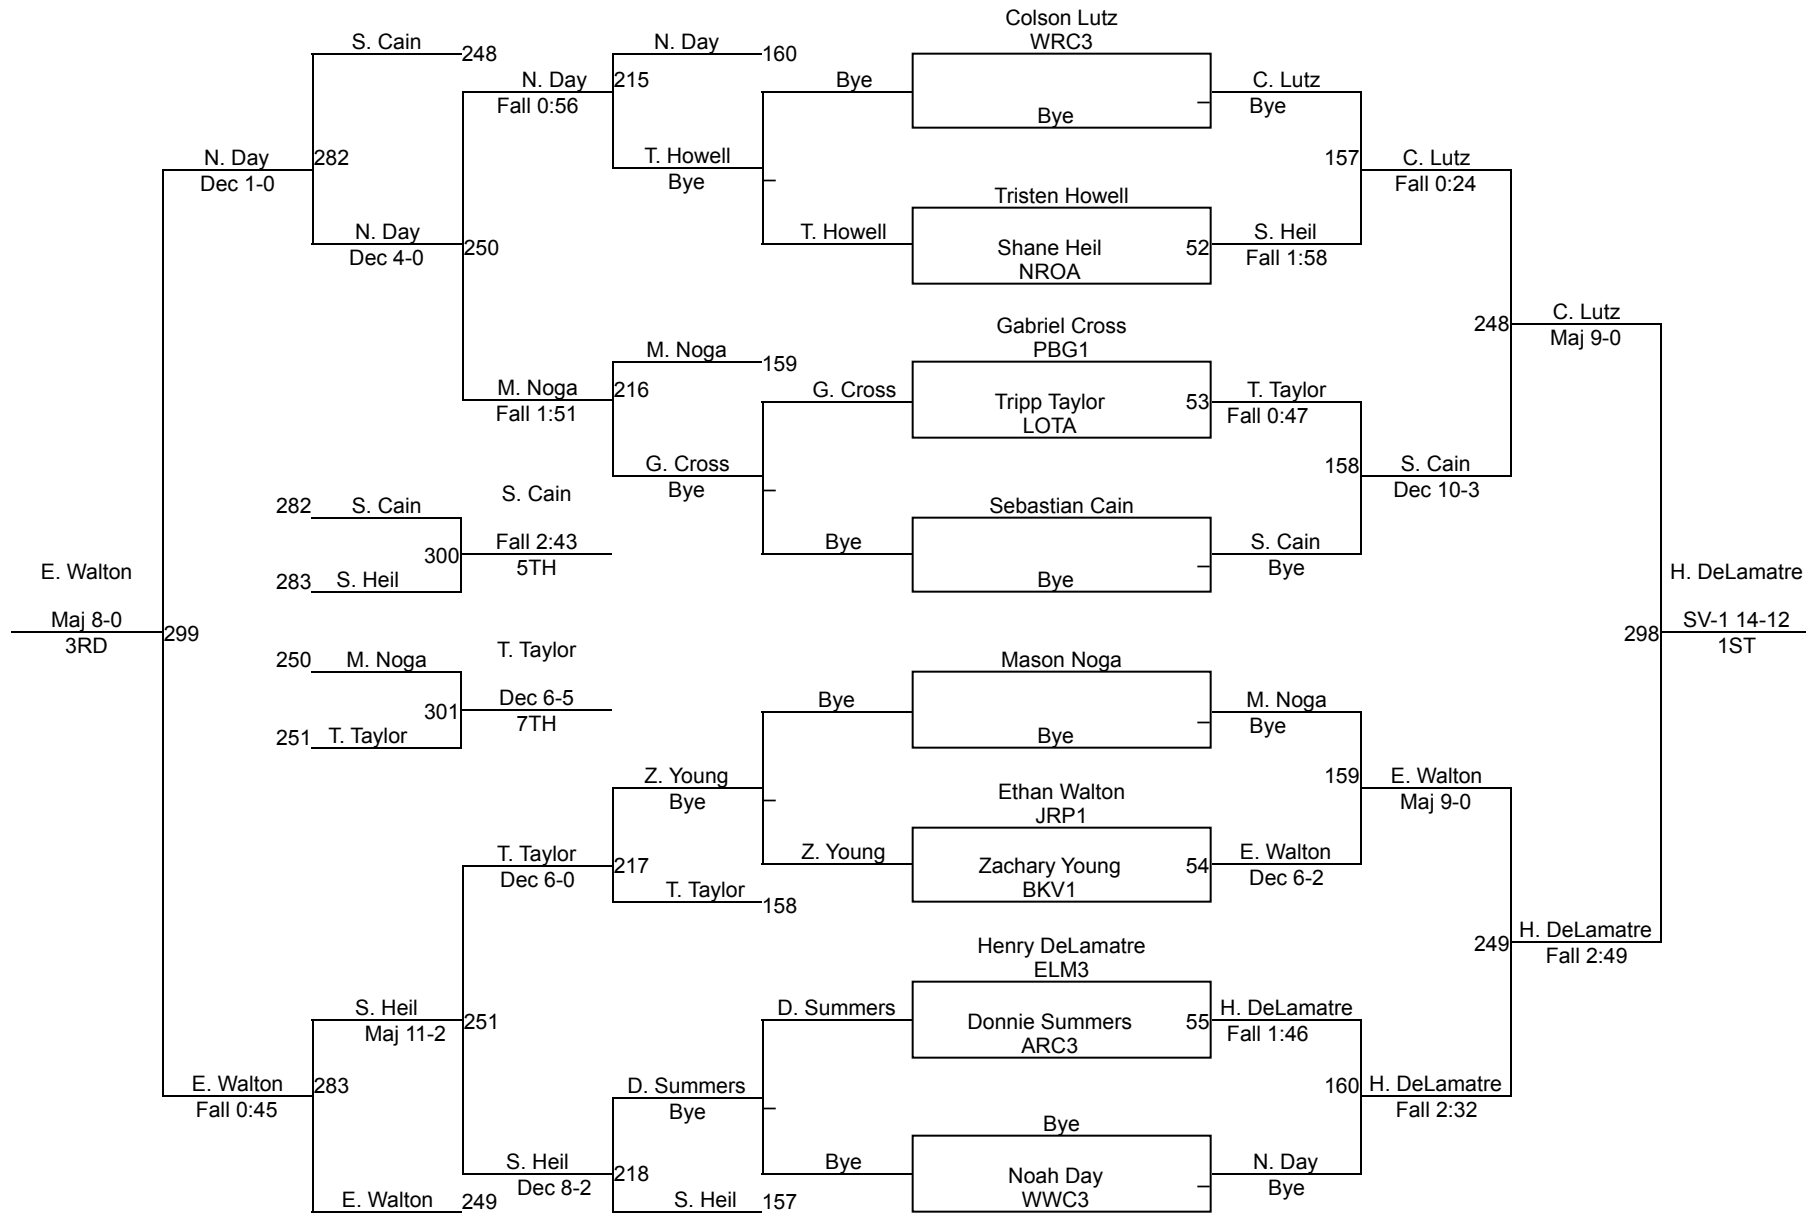 Colson Lutz
WRC3
Bye
C. Lutz
Bye
Tristen Howell
Shane Heil
NROA
52
S. Heil
Fall 1:58
157
C. Lutz
Fall 0:24
Gabriel Cross
PBG1
Tripp Taylor
LOTA
53
T. Taylor
Fall 0:47
Sebastian Cain
Bye
S. Cain
Bye
158
S. Cain
Dec 10-3
248
C. Lutz
Maj 9-0
Mason Noga
Bye
M. Noga
Bye
Ethan Walton
JRP1
Zachary Young
BKV1
54
E. Walton
Dec 6-2
159
E. Walton
Maj 9-0
Henry DeLamatre
ELM3
Donnie Summers
ARC3
55
H. DeLamatre
Fall 1:46
Bye
Noah Day
WWC3
N. Day
Bye
160
H. DeLamatre
Fall 2:32
249
H. DeLamatre
Fall 2:49
298
H. DeLamatre
SV-1 14-12
1ST
Bye
T. Howell
T. Howell
Bye
N. Day
160
215
N. Day
Fall 0:56
G. Cross
Bye
G. Cross
Bye
M. Noga
159
216
M. Noga
Fall 1:51
250
N. Day
Dec 4-0
S. Cain
248
282
N. Day
Dec 1-0
282
S. Cain
283
S. Heil
300
S. Cain
Fall 2:43
5TH
250
M. Noga
251
T. Taylor
301
T. Taylor
Dec 6-5
7TH
Bye
Z. Young
Z. Young
Bye
T. Taylor
158
217
T. Taylor
Dec 6-0
D. Summers
Bye
D. Summers
Bye
S. Heil
157
218
S. Heil
Dec 8-2
251
S. Heil
Maj 11-2
E. Walton
249
283
E. Walton
Fall 0:45
299
E. Walton
Maj 8-0
3RD